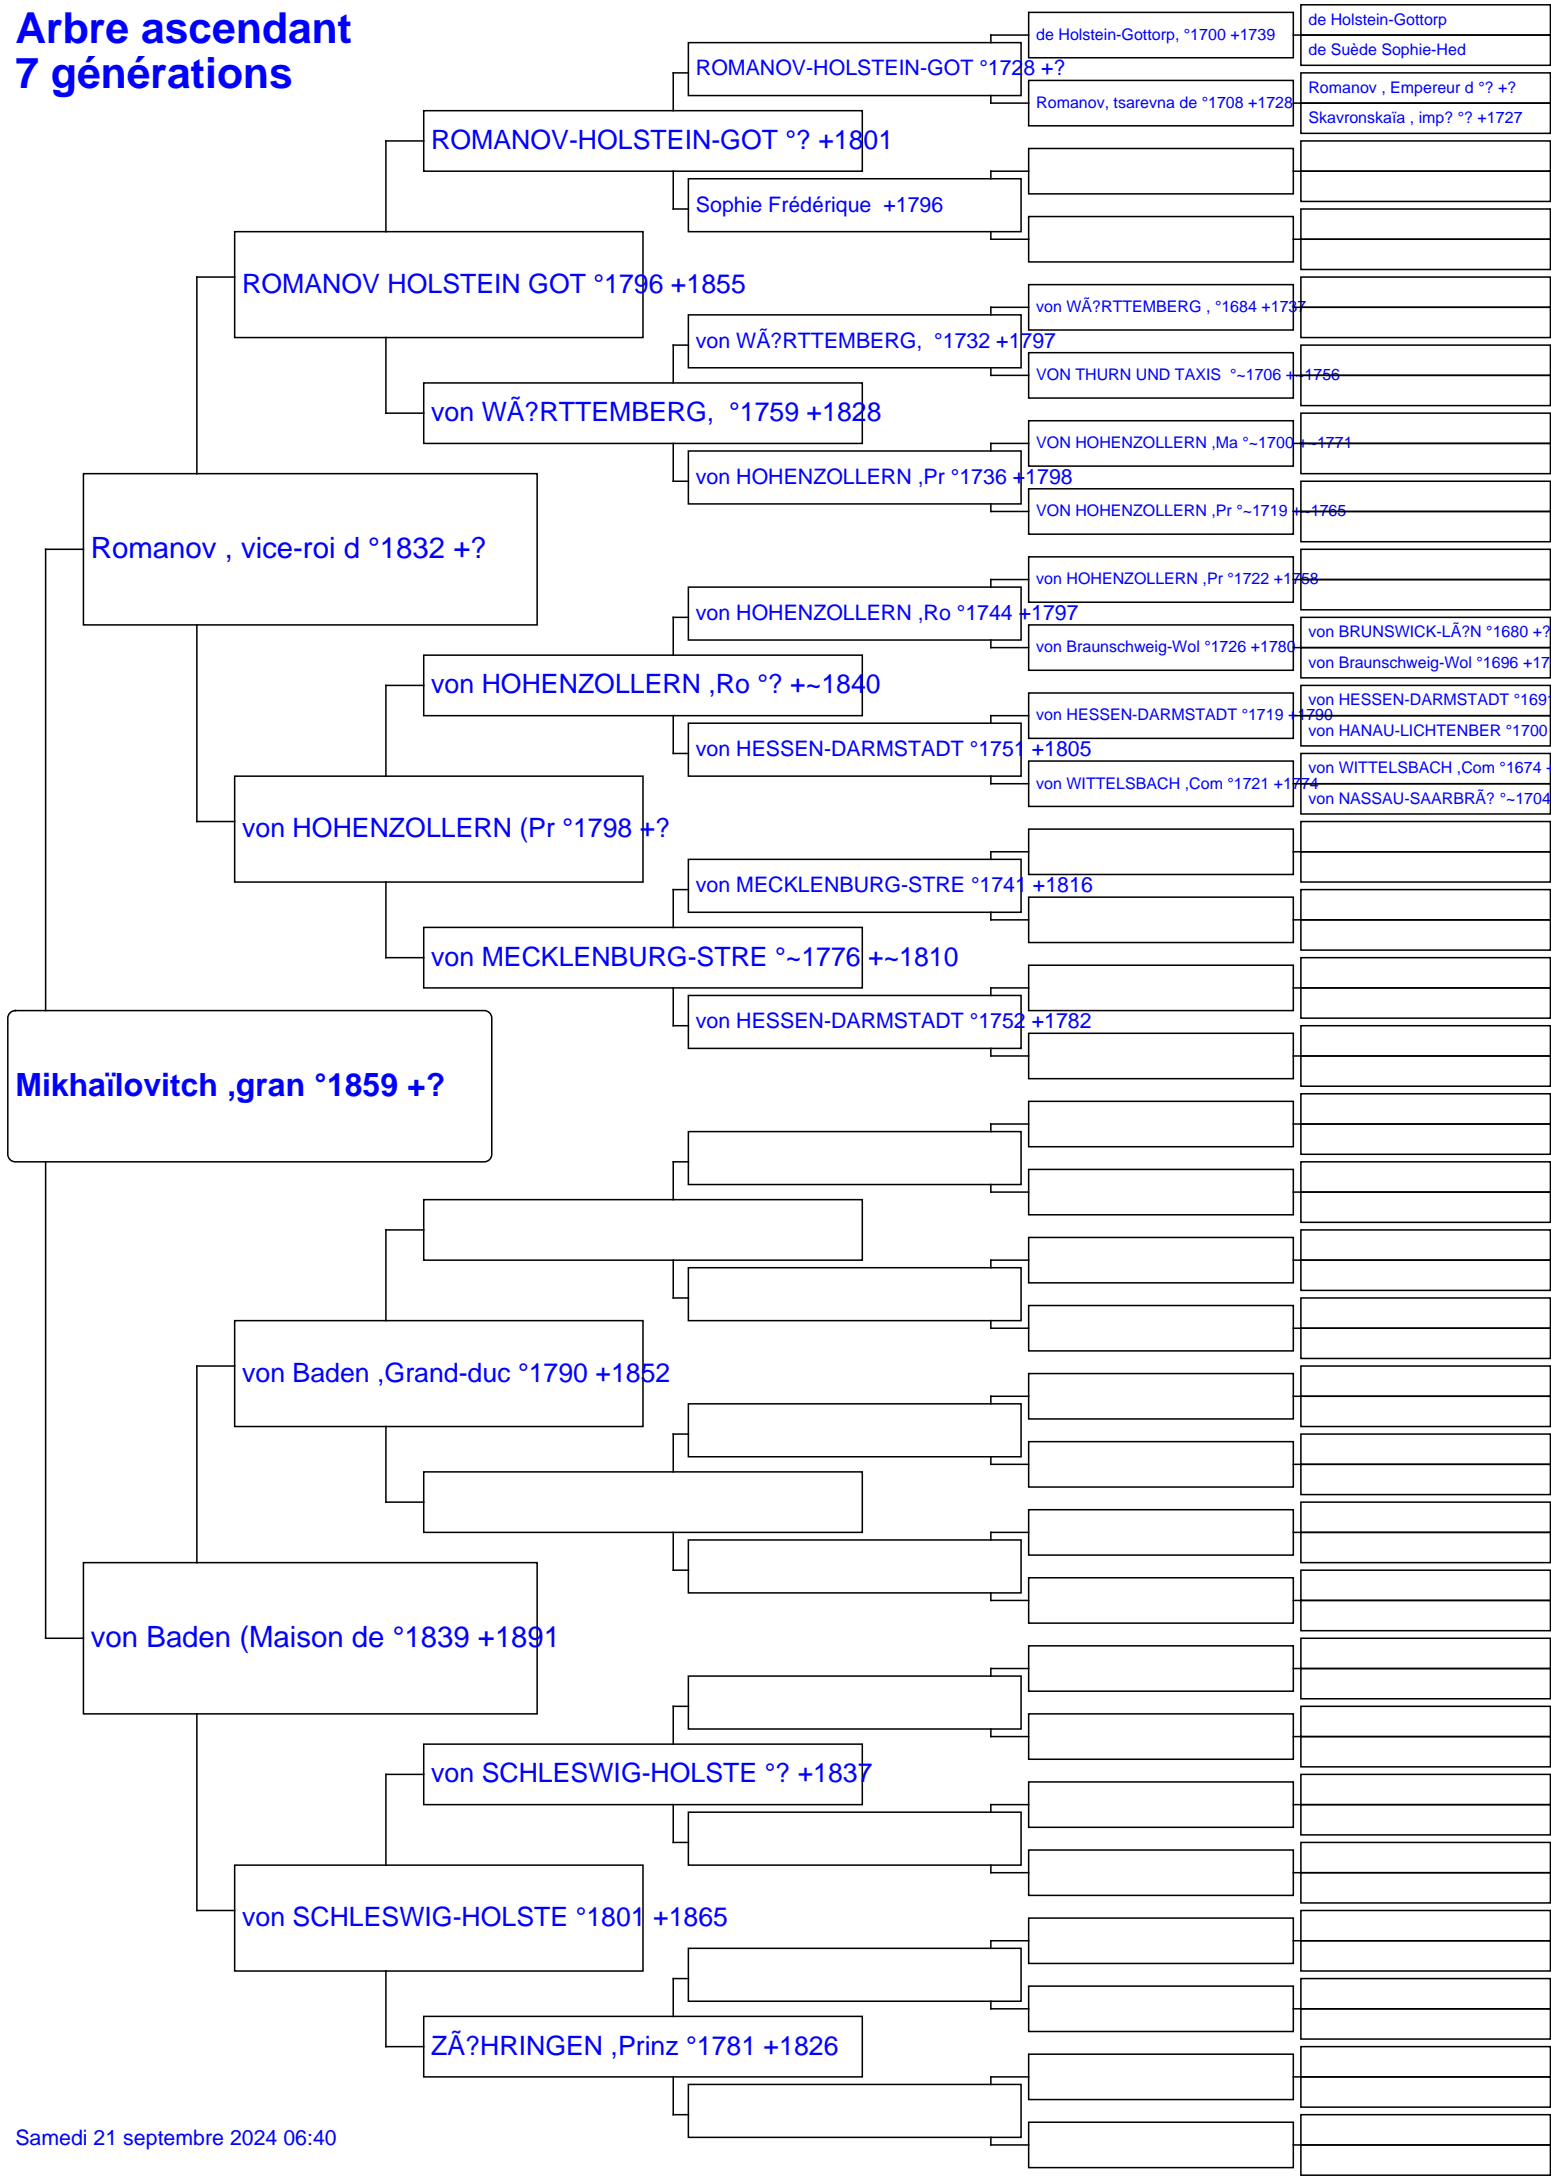 Arbre ascendant
7 générations
Mikhaïlovitch ,gran °1859 +?
Romanov , vice-roi d °1832 +?
von Baden (Maison de °1839 +1891
ROMANOV HOLSTEIN GOT °1796 +1855
von HOHENZOLLERN (Pr °1798 +?
von Baden ,Grand-duc °1790 +1852
von SCHLESWIG-HOLSTE °1801 +1865
ROMANOV-HOLSTEIN-GOT °? +1801
von WÃ?RTTEMBERG, °1759 +1828
von HOHENZOLLERN ,Ro °? +~1840
von MECKLENBURG-STRE °~1776 +~1810
von SCHLESWIG-HOLSTE °? +1837
ZÃ?HRINGEN ,Prinz °1781 +1826
ROMANOV-HOLSTEIN-GOT °1728 +?
Sophie Frédérique +1796
von WÃ?RTTEMBERG, °1732 +1797
von HOHENZOLLERN ,Pr °1736 +1798
von HOHENZOLLERN ,Ro °1744 +1797
von HESSEN-DARMSTADT °1751 +1805
von MECKLENBURG-STRE °1741 +1816
von HESSEN-DARMSTADT °1752 +1782
de Holstein-Gottorp, °1700 +1739
Romanov, tsarevna de °1708 +1728
von WÃ?RTTEMBERG , °1684 +1737
VON THURN UND TAXIS °~1706 +~1756
VON HOHENZOLLERN ,Ma °~1700 +~1771
VON HOHENZOLLERN ,Pr °~1719 +~1765
von HOHENZOLLERN ,Pr °1722 +1758
von Braunschweig-Wol °1726 +1780
von HESSEN-DARMSTADT °1719 +1790
von WITTELSBACH ,Com °1721 +1774
de Holstein-Gottorp
de Suède Sophie-Hed
Romanov , Empereur d °? +?
Skavronskaïa , imp? °? +1727
von BRUNSWICK-LÃ?N °1680 +?
von Braunschweig-Wol °1696 +17
von HESSEN-DARMSTADT °169
von HANAU-LICHTENBER °1700
von WITTELSBACH ,Com °1674 +
von NASSAU-SAARBRÃ? °~1704
Samedi 21 septembre 2024 06:40